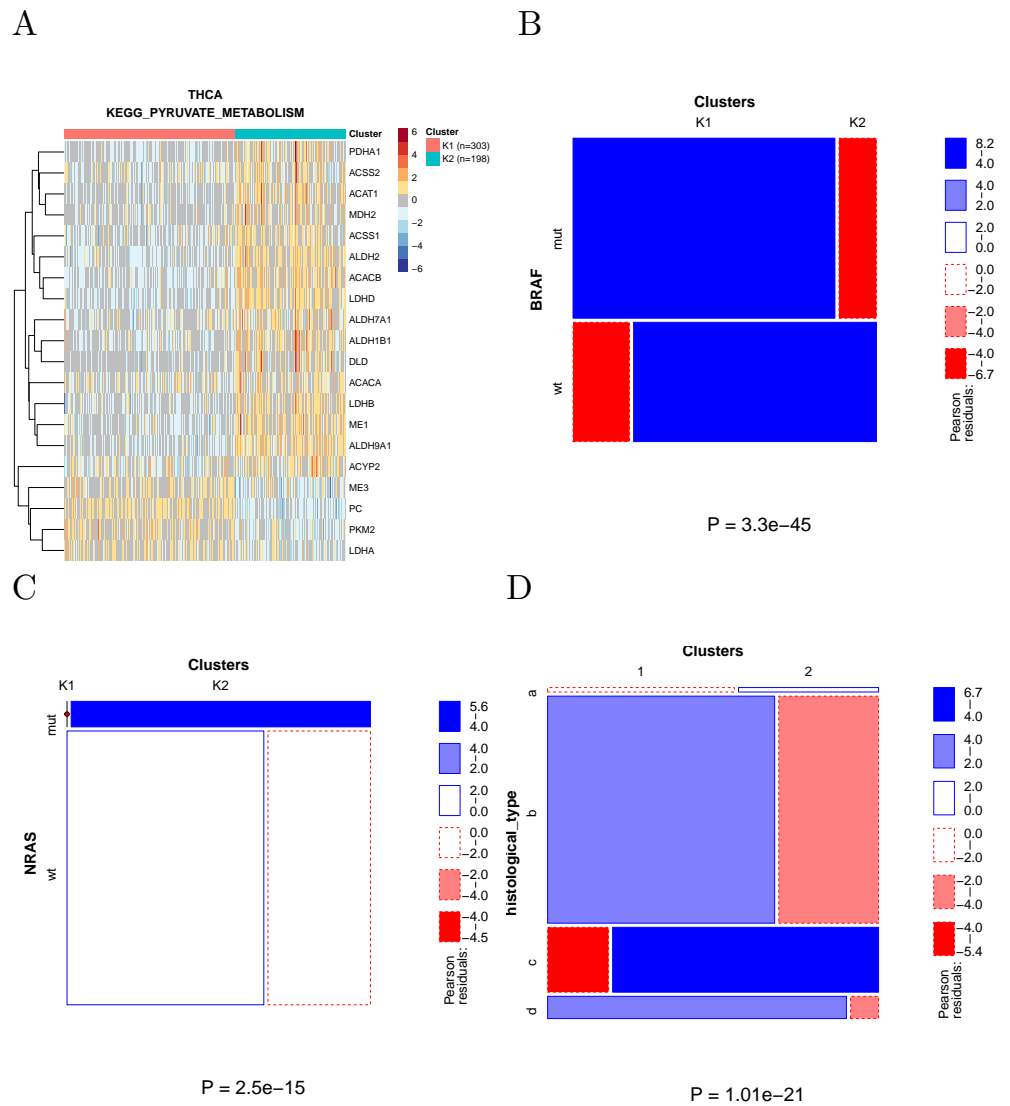 A
THCA
KEGG_PYRUVATE_METABOLISM
Cluster
PDHA1
ACSS2
ACAT1
MDH2
ACSS1
ALDH2
ACACB
LDHD
ALDH7A1
ALDH1B1
DLD
ACACA
LDHB
ME1
ALDH9A1
ACYP2
ME3
PC
PKM2
LDHA
6
4
2
0
−2
−4
−6
Cluster
K1 (n=303)
K2 (n=198)
B
Clusters
K1 K2
BRAF
mut
wt
8.2
4.0
4.0
2.0
2.0
0.0
0.0
−2.0
−2.0
−4.0
−4.0
−6.7
Pearson
residuals:
P = 3.3e−45
C
Clusters
K1 K2
NRAS
mut
wt
5.6
4.0
4.0
2.0
2.0
0.0
0.0
−2.0
−2.0
−4.0
−4.0
−4.5
Pearson
residuals:
P = 2.5e−15
D
Clusters
1 2
histological_type
a
b
c
d
6.7
4.0
4.0
2.0
2.0
0.0
0.0
−2.0
−2.0
−4.0
−4.0
−5.4
Pearson
residuals:
P = 1.01e−21